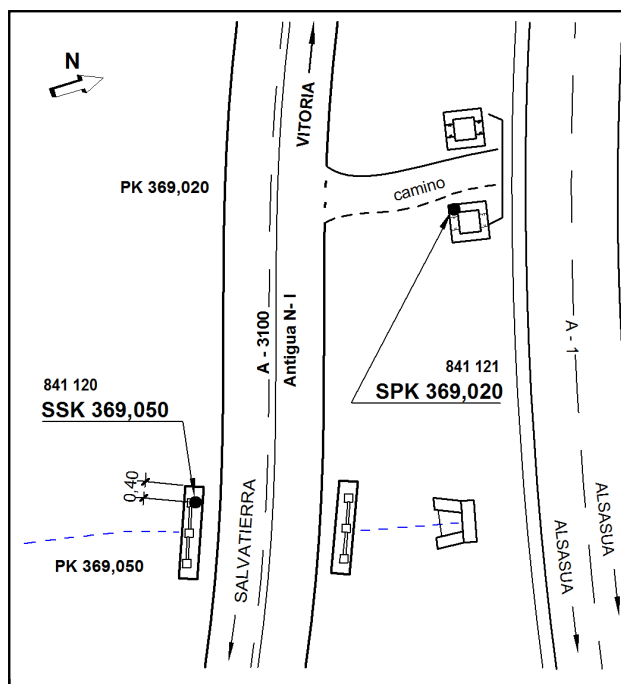 N
VITORIA
PK 369,020
camino
A - 3100
Antigua N- I
A - 1
841 120
SSK 369,050
841 121
SPK 369,020
0,40
PK 369,050
SALVATIERRA
ALSASUA
ALSASUA